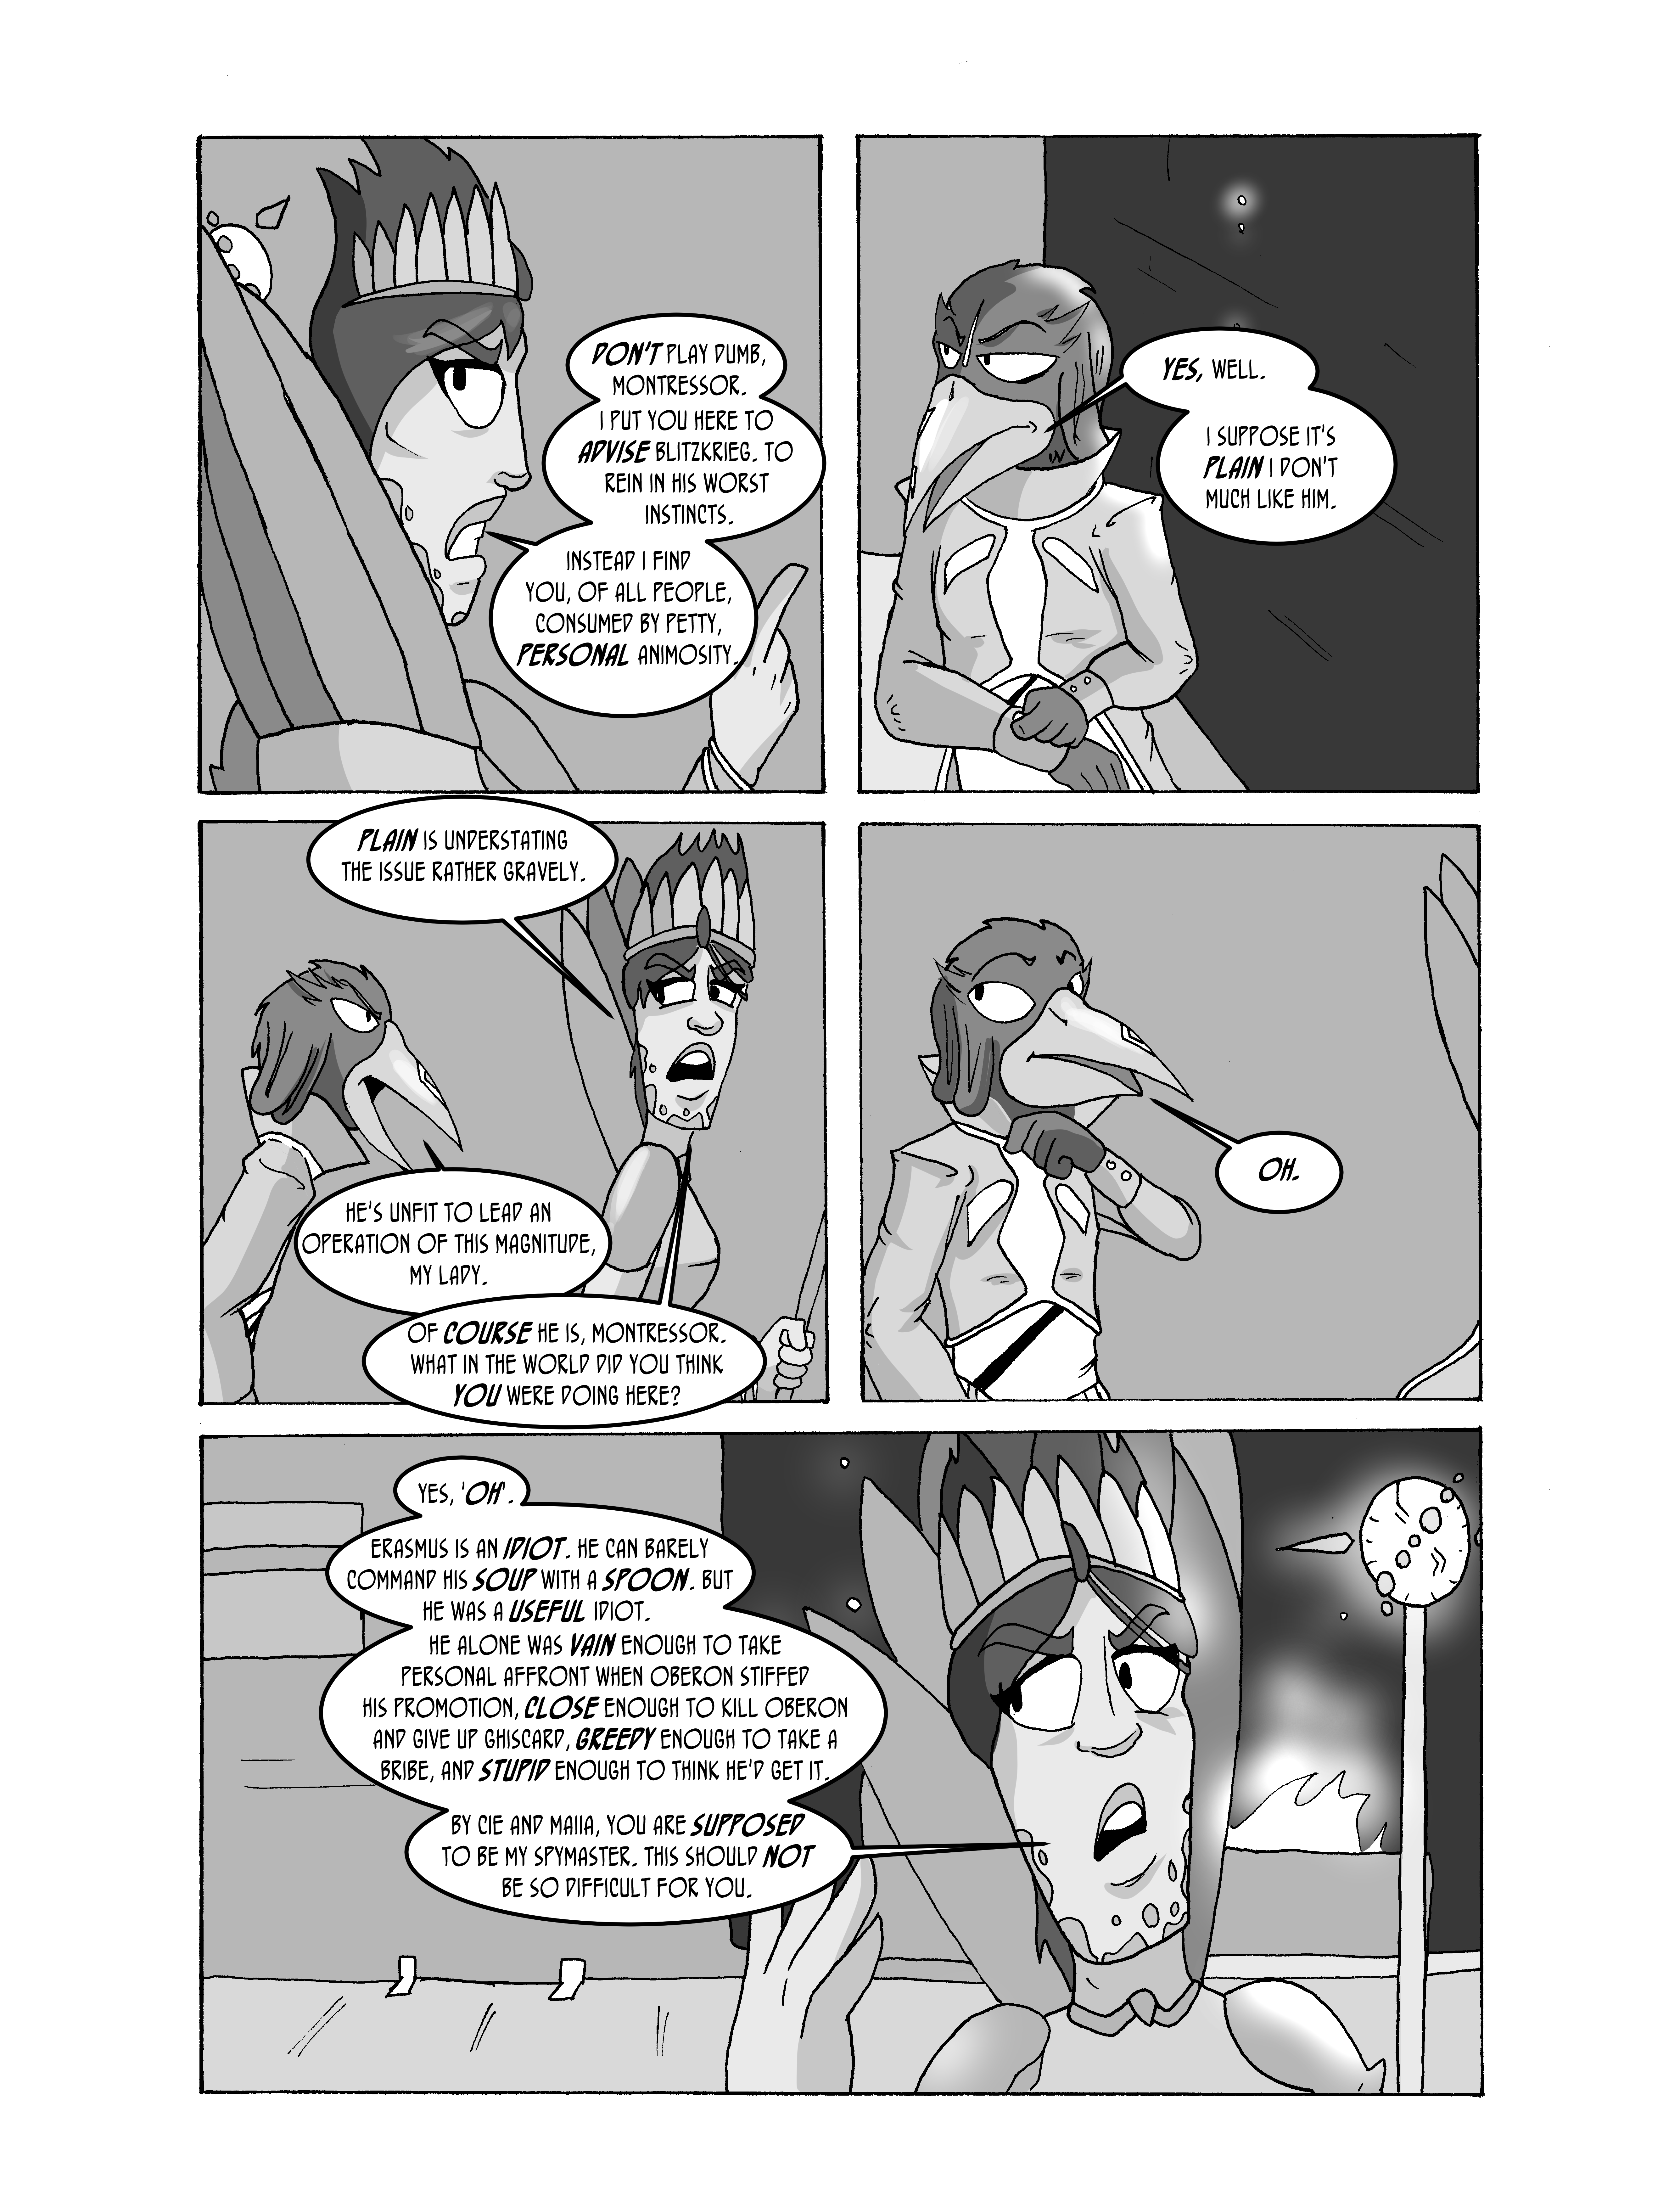 DON'T PLAY DUMB,
MONTRESSOR.
I PUT YOU HERE TO
ADVISE BLITZKRIEG. TO
REIN IN HIS WORST
INSTINCTS.
INSTEAD I FIND
YOU, OF ALL PEOPLE,
CONSUMED BY PETTY,
PERSONAL ANIMOSITY.
YES, WELL.
I SUPPOSE IT'S
PLAIN I DON'T
MUCH LIKE HIM.
PLAIN IS UNDERSTATING
THE ISSUE RATHER GRAVELY.
HE'S UNFIT TO LEAD AN
OPERATION OF THIS MAGNITUDE,
MY LADY.
OF COURSE HE IS, MONTRESSOR.
WHAT IN THE WORLD DID YOU THINK
YOU WERE DOING HERE?
OH.
YES, 'OH'.
ERASMUS IS AN IDIOT. HE CAN BARELY
COMMAND HIS SOUP WITH A SPOON. BUT
HE WAS A USEFUL IDIOT.
HE ALONE WAS VAIN ENOUGH TO TAKE
PERSONAL AFFRONT WHEN OBERON STIFFED
HIS PROMOTION, CLOSE ENOUGH TO KILL OBERON
AND GIVE UP GHISCARD, GREEDY ENOUGH TO TAKE A
BRIBE, AND STUPID ENOUGH TO THINK HE'D GET IT.
BY CIE AND MAIIA, YOU ARE SUPPOSED
TO BE MY SPYMASTER. THIS SHOULD NOT
BE SO DIFFICULT FOR YOU.